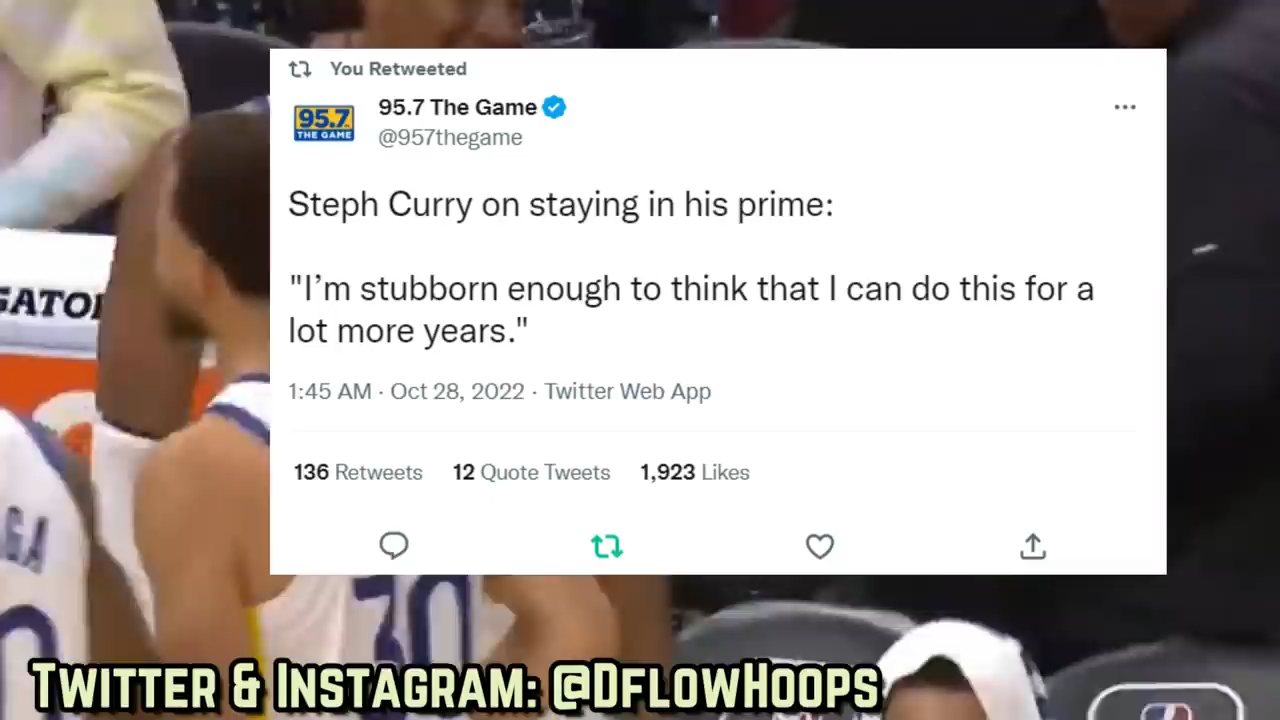 You Retweeted
95.7 The Game
@957thegame
95.7
THE GAME
Steph Curry on staying in his prime:
"I’m stubborn enough to think that I can do this for a
lot more years."
1:45 AM · Oct 28, 2022 · Twitter Web App
136 Retweets 12 Quote Tweets 1,923 Likes
30
TWITTER & INSTAGRAM: @DFLOWHOOPS